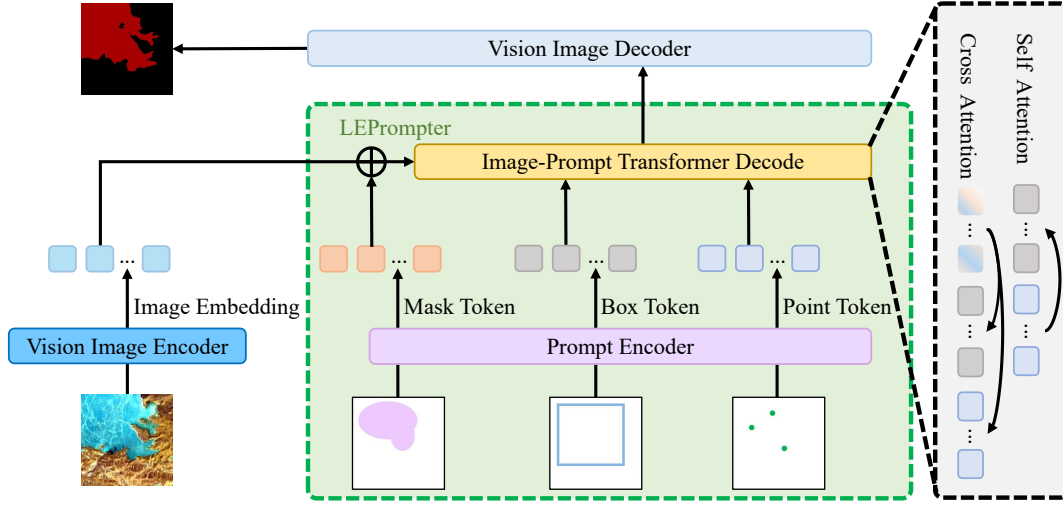 Vision Image Decoder
LEPrompter
Image-Prompt Transformer Decode
...
...
...
...
Image Embedding
Mask Token
Box Token
Point Token
Vision Image Encoder
Prompt Encoder
Cross Attention
Self Attention
...
...
...
...
...